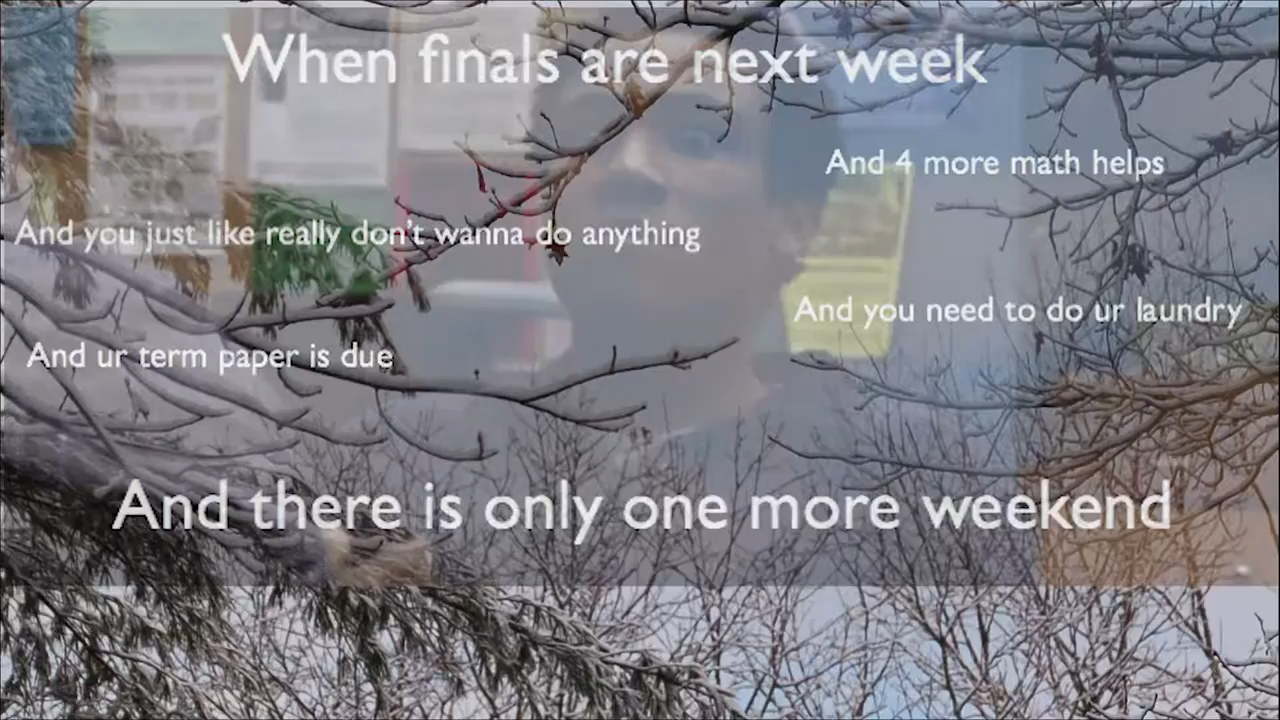 When finals are next week
And 4 more math helps
And you just like really don't wanna do anything
And you need to do ur laundry
And ur term paper is due
And there is only one more weekend